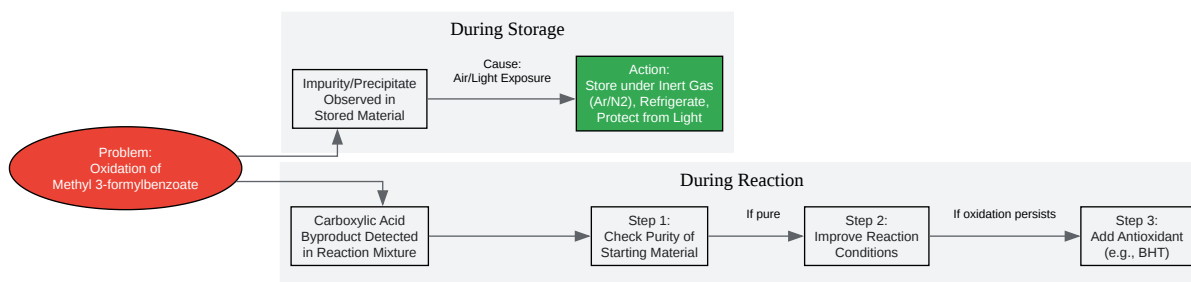 During Storage
Impurity/Precipitate
Observed in
Stored Material
Cause:
Air/Light Exposure
Action:
Store under Inert Gas
(Ar/N2), Refrigerate,
Protect from Light
Problem:
Oxidation of
Methyl 3-formylbenzoate
During Reaction
Carboxylic Acid
Byproduct Detected
in Reaction Mixture
Step 1:
Check Purity of
Starting Material
If pure
Step 2:
Improve Reaction
Conditions
If oxidation persists
Step 3:
Add Antioxidant
(e.g., BHT)